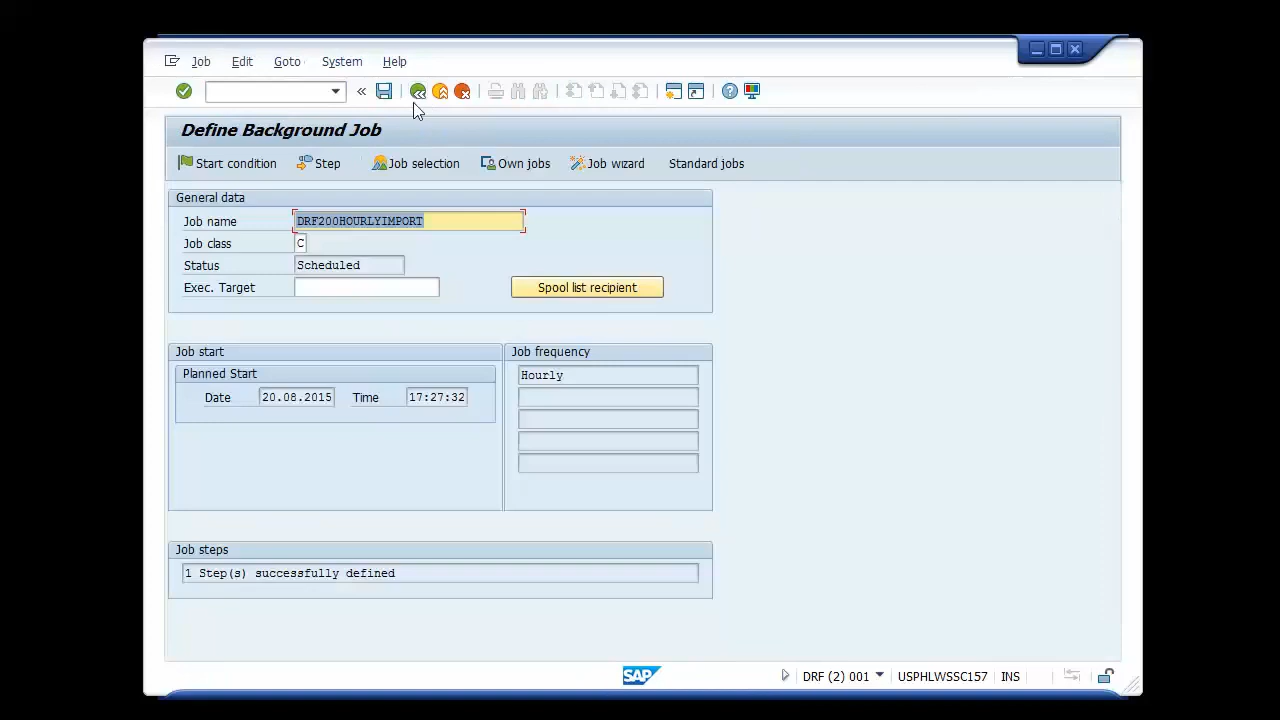 Job Edit Goto System Help
Define Background Job
Start condition Step Job selection Own jobs Job wizard Standard jobs
General data
Job name DRF200HOURLYIMPORT
Job class C
Status Scheduled
Exec. Target Spool list recipient
Job start Job frequency
Planned Start
Hourly
Date 20.08.2015 Time 17:27:32
Job steps
1 Step(s) successfully defined
SAP DRF (2) 001 USPHLWSSC157 INS